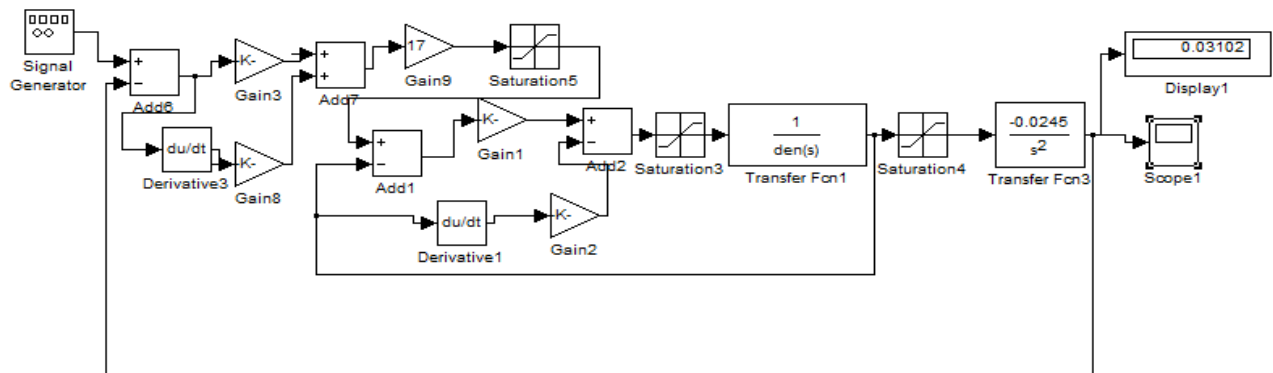 Signal
Generator
+
−
Add6
K-
Gain3
+
+
Add7
17
Gain9
Saturation5
0.03102
Display1
du/dt
Derivative3
K-
Gain8
+
−
Add1
K-
Gain1
+
−
Add2
Saturation3
1
den(s)
Transfer Fcn1
Saturation4
-0.0245
s2
Transfer Fcn3
Scope1
du/dt
Derivative1
K-
Gain2